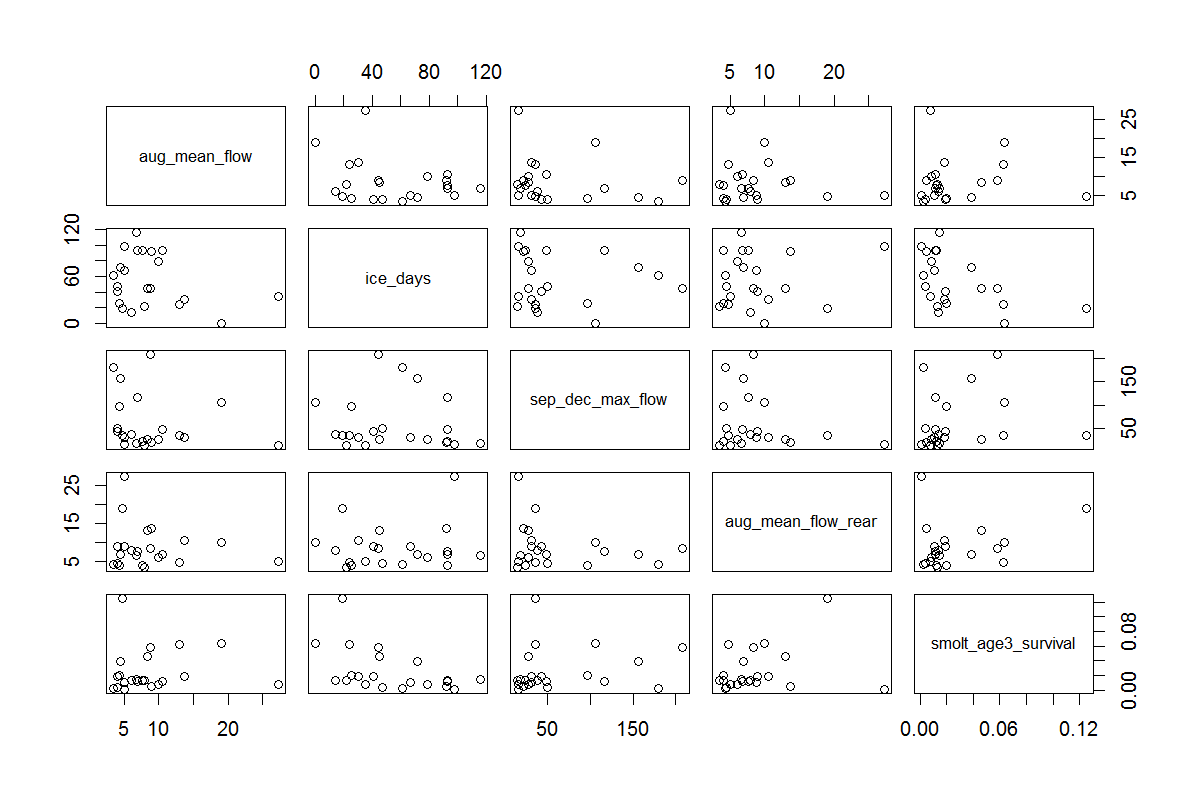 0 40 80 120 5 10 20
aug_mean_flow 5 15 25
0 60 120 ice_days
sep_dec_max_flow 50 150
5 15 25 aug_mean_flow_rear
smolt_age3_survival 0.00 0.08
5 10 20 50 150 0.00 0.06 0.12